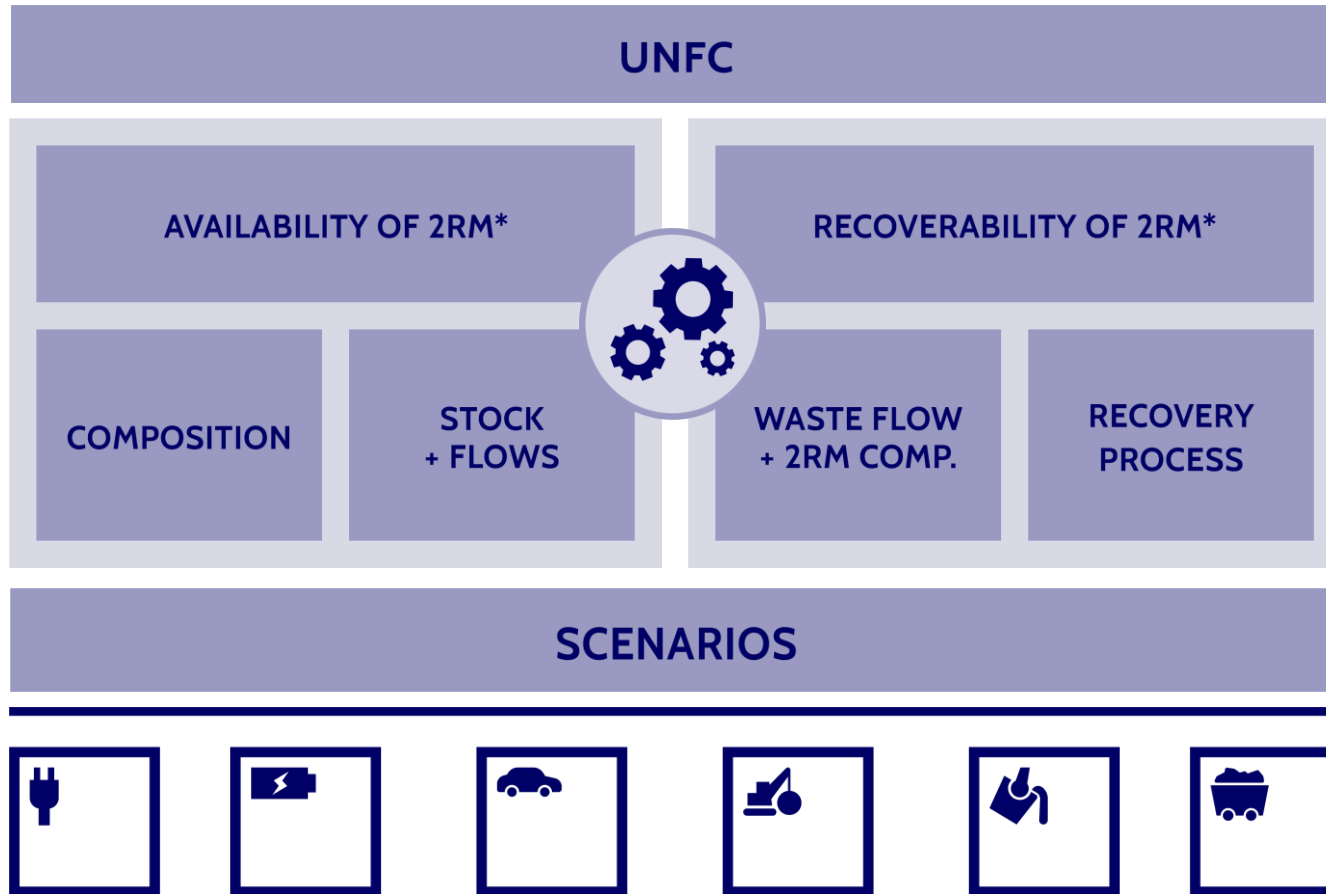 UNFC
AVAILABILITY OF 2RM*
RECOVERABILITY OF 2RM*
COMPOSITION
STOCK
+ FLOWS
WASTE FLOW
+ 2RM COMP.
RECOVERY
PROCESS
SCENARIOS